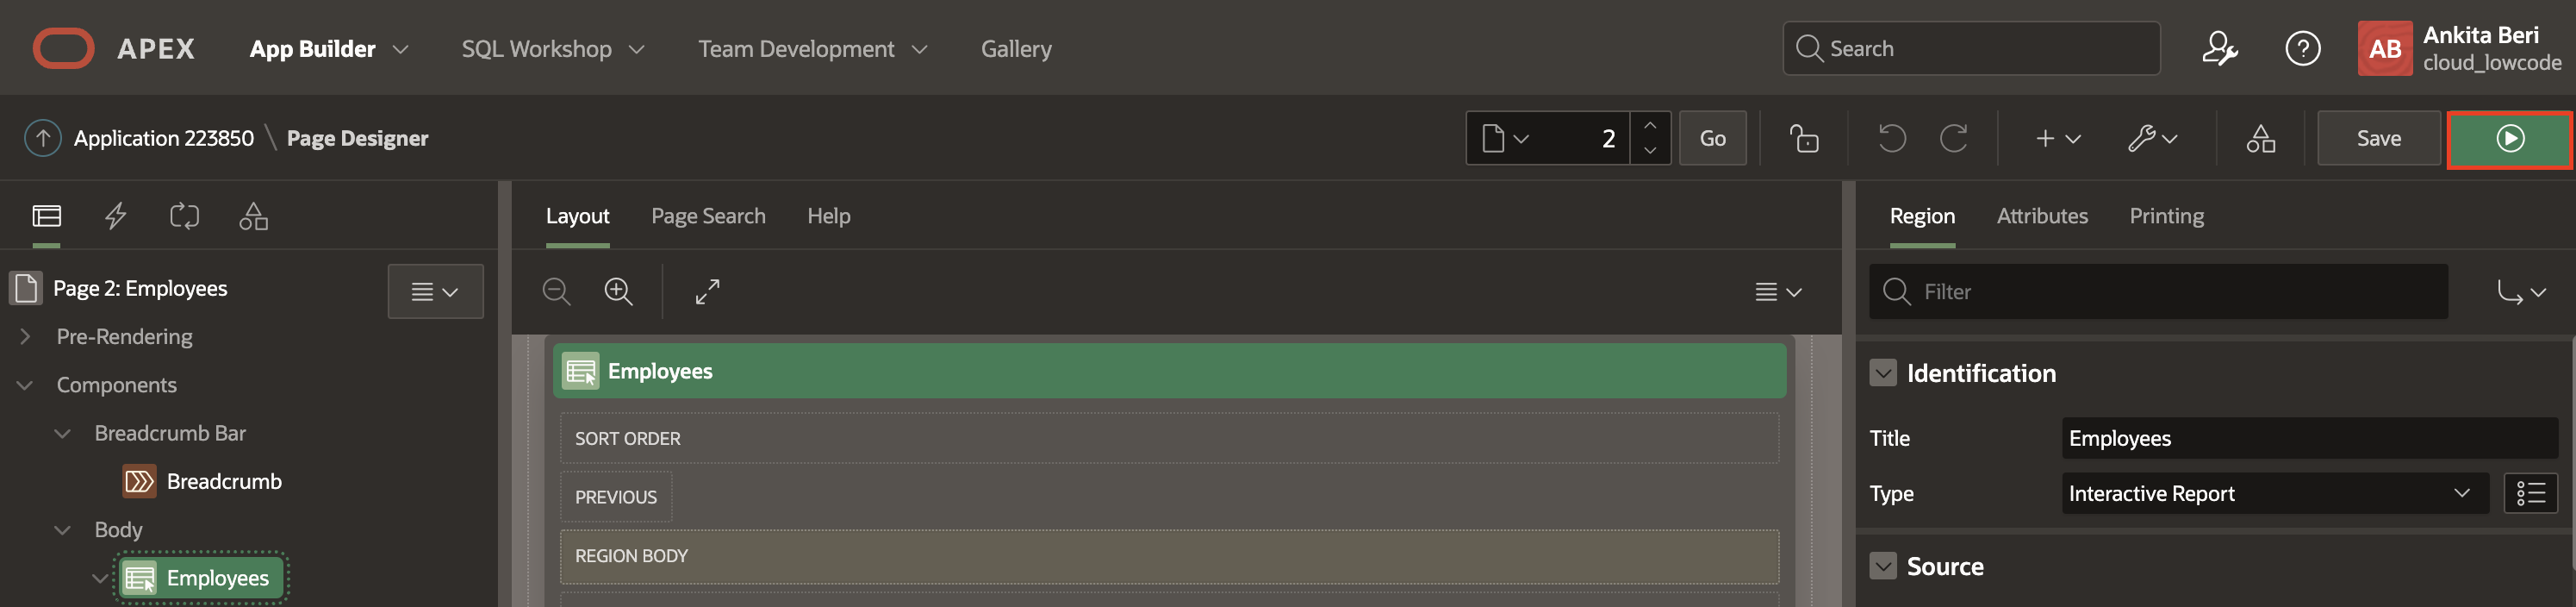 APEX App Builder SQL Workshop Team Development Gallery Search ? AB Ankita Beri
cloud_lowcode
Application 223850 \ Page Designer 2 Go Save
Layout Page Search Help
Region Attributes Printing
Page 2: Employees
Filter
Pre-Rendering
Components
Breadcrumb Bar
Breadcrumb
Body
Employees
Employees
SORT ORDER
PREVIOUS
REGION BODY
Identification
Title Employees
Type Interactive Report
Source